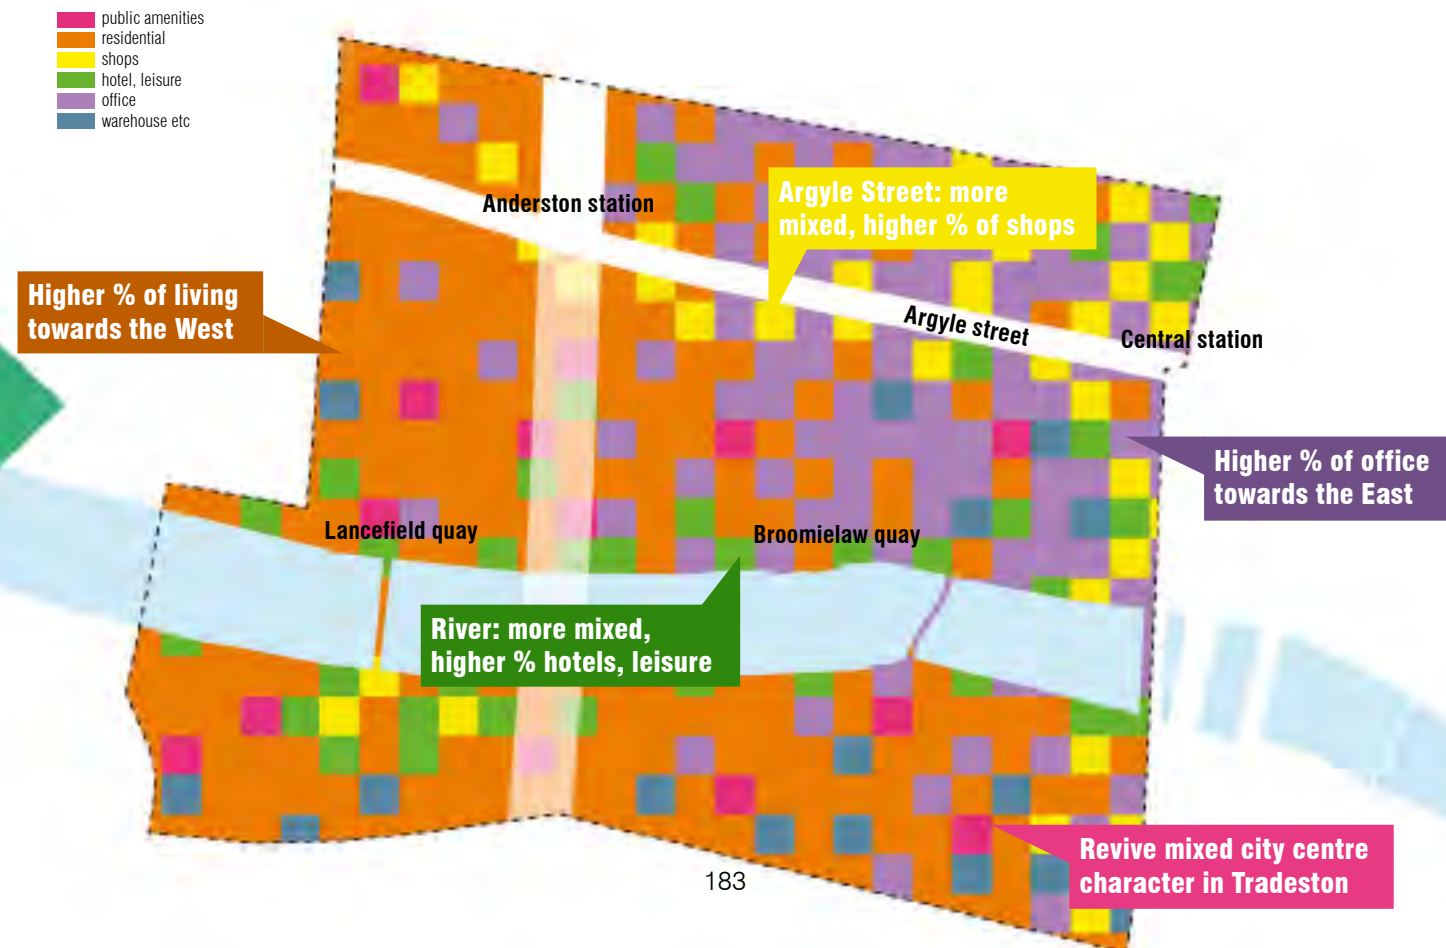 public amenities
residential
shops
hotel, leisure
office
warehouse etc
Anderston station
Argyle Street: more
mixed, higher % of shops
Higher % of living
towards the West
Argyle street
Central station
Higher % of office
towards the East
Lancefield quay
Broomielaw quay
River: more mixed,
higher % hotels, leisure
Revive mixed city centre
character in Tradeston
183